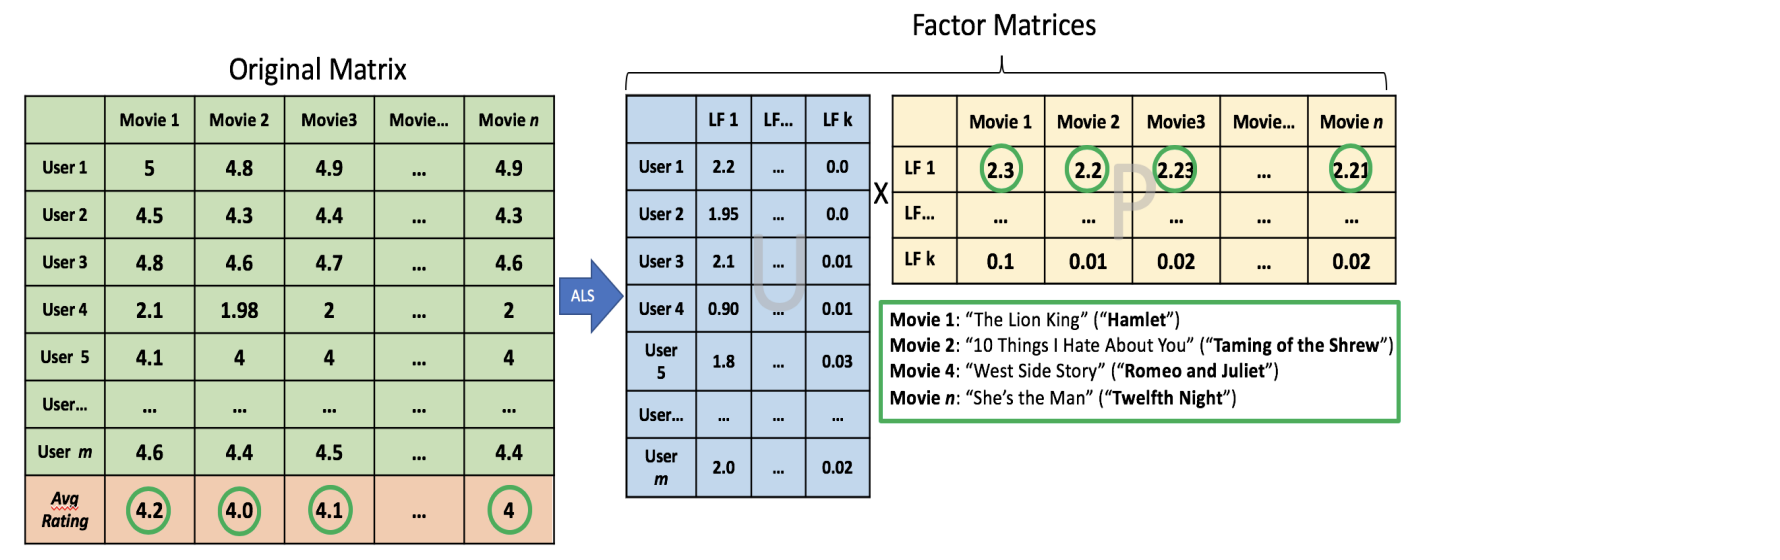 Factor Matrices
Original Matrix
Movie 1 Movie 2 Movie3 Movie... Movie n
User 1 5 4.8 4.9 ... 4.9
User 2 4.5 4.3 4.4 ... 4.3
User 3 4.8 4.6 4.7 ... 4.6
User 4 2.1 1.98 2 ... 2
User 5 4.1 4 4 ... 4
User... ... ... ... ... ...
User m 4.6 4.4 4.5 ... 4.4
Avg Rating 4.2 4.0 4.1 ... 4
ALS
LF 1 LF... LF k
User 1 2.2 ... 0.0
User 2 1.95 ... 0.0
User 3 2.1 ... 0.01
User 4 0.90 ... 0.01
User 5 1.8 ... 0.03
User... ... ... ...
User m 2.0 ... 0.02
U
X
Movie 1 Movie 2 Movie3 Movie... Movie n
LF 1 2.3 2.2 2.23 ... 2.21
LF... ... ... ... ... ...
LF k 0.1 0.01 0.02 ... 0.02
P
Movie 1: “The Lion King” (“Hamlet”)
Movie 2: “10 Things I Hate About You” (“Taming of the Shrew”)
Movie 4: “West Side Story” (“Romeo and Juliet”)
Movie n: “She’s the Man” (“Twelfth Night”)